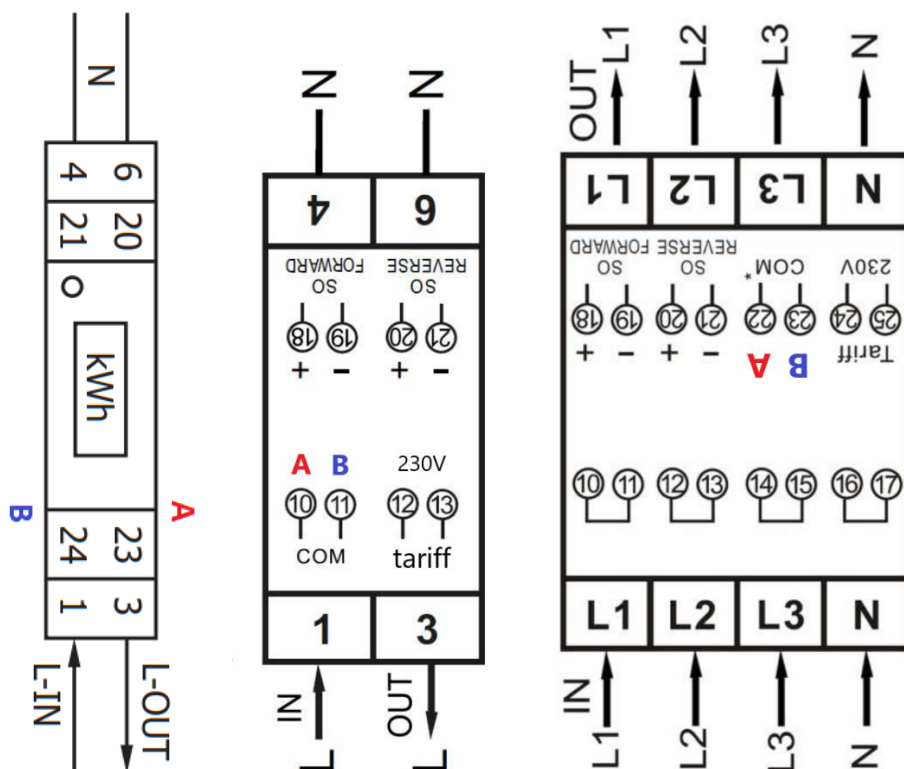 N
4 6
21 20
kWh
B A
24 23
1 3
L-IN L-OUT
N N
4 6
SO FORWARD SO REVERSE
18 19 20 21
+ - + -
A B 230V
10 11 12 13
COM tariff
1 3
IN OUT
L L
OUT L1 L2 L3 N
L1 L2 L3 N
SO FORWARD SO REVERSE COM* 230V
18 19 20 21 22 23 24 25
+ - + - A B Tariff
10 11 12 13 14 15 16 17
L1 L2 L3 N
IN
L1 L2 L3 N